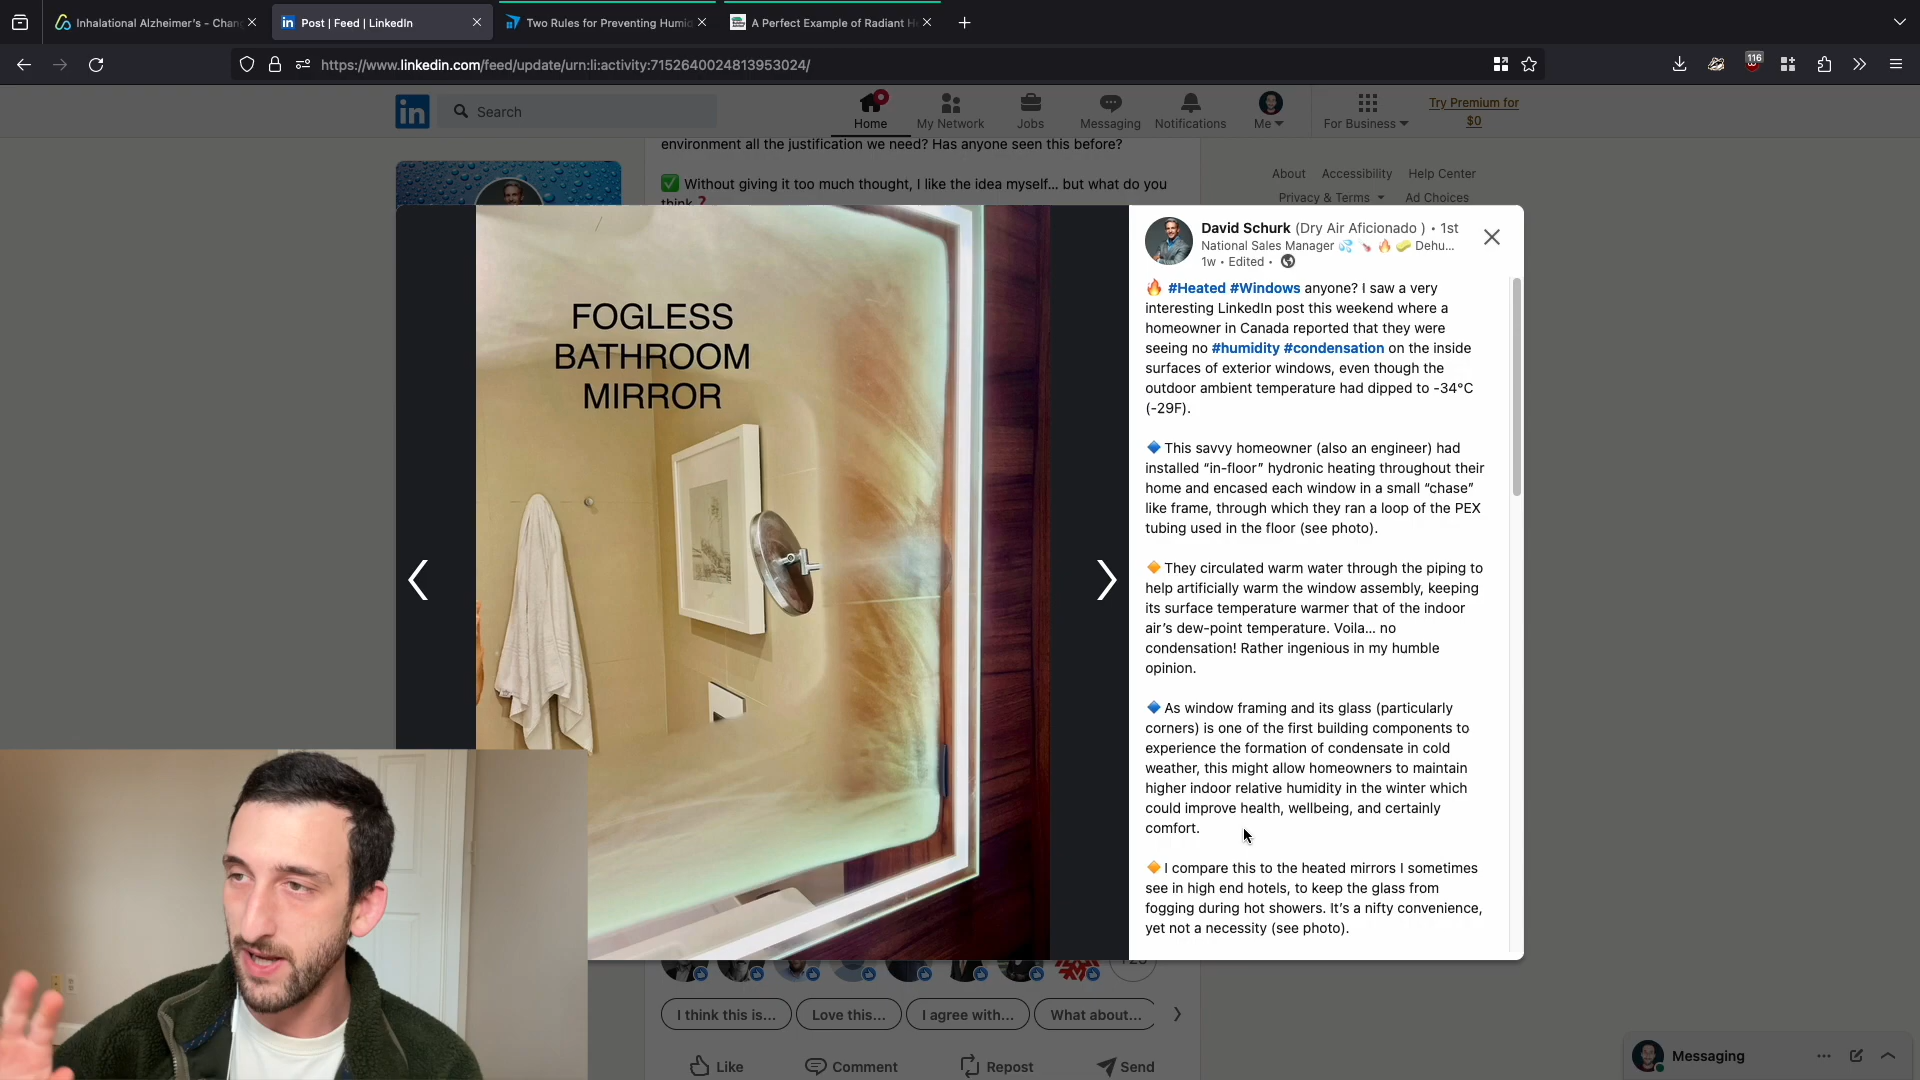 Inhalational Alzheimer's - Chan
Post | Feed | LinkedIn
Two Rules for Preventing Humid
A Perfect Example of Radiant H
https://www.linkedin.com/feed/update/urn:li:activity:7152640024813953024/
116
in
Search
Home
My Network
Jobs
Messaging
Notifications
Me
For Business
Try Premium for
$0
environment all the justification we need? Has anyone seen this before?
✅ Without giving it too much thought, I like the idea myself... but what do you
think ❓
About Accessibility Help Center
Privacy & Terms Ad Choices
FOGLESS
BATHROOM
MIRROR
David Schurk (Dry Air Aficionado ) • 1st
National Sales Manager 💦 🌡️ 🔥 🧽 Dehu...
1w • Edited •
🔥 #Heated #Windows anyone? I saw a very
interesting LinkedIn post this weekend where a
homeowner in Canada reported that they were
seeing no #humidity #condensation on the inside
surfaces of exterior windows, even though the
outdoor ambient temperature had dipped to -34°C
(-29F).
🔷 This savvy homeowner (also an engineer) had
installed “in-floor” hydronic heating throughout their
home and encased each window in a small “chase”
like frame, through which they ran a loop of the PEX
tubing used in the floor (see photo).
🔶 They circulated warm water through the piping to
help artificially warm the window assembly, keeping
its surface temperature warmer that of the indoor
air’s dew-point temperature. Voila... no
condensation! Rather ingenious in my humble
opinion.
🔷 As window framing and its glass (particularly
corners) is one of the first building components to
experience the formation of condensate in cold
weather, this might allow homeowners to maintain
higher indoor relative humidity in the winter which
could improve health, wellbeing, and certainly
comfort.
🔶 I compare this to the heated mirrors I sometimes
see in high end hotels, to keep the glass from
fogging during hot showers. It’s a nifty convenience,
yet not a necessity (see photo).
I think this is...
Love this...
I agree with...
What about...
Like
Comment
Repost
Send
Messaging